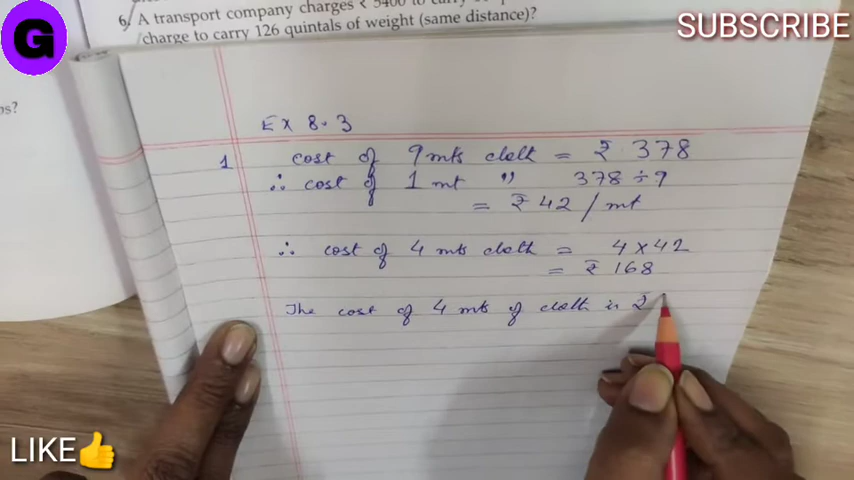 6. A transport company charges ₹ 5400 to carry
charge to carry 126 quintals of weight (same distance)?
SUBSCRIBE
G
os?
Ex 8.3
1 cost of 9 mts cloth = ₹ 378
∴ cost of 1 mt " 378 ÷ 9
= ₹ 42 / mt
∴ cost of 4 mts cloth = 4 x 42
= ₹ 168
The cost of 4 mts of cloth is ₹
LIKE👍